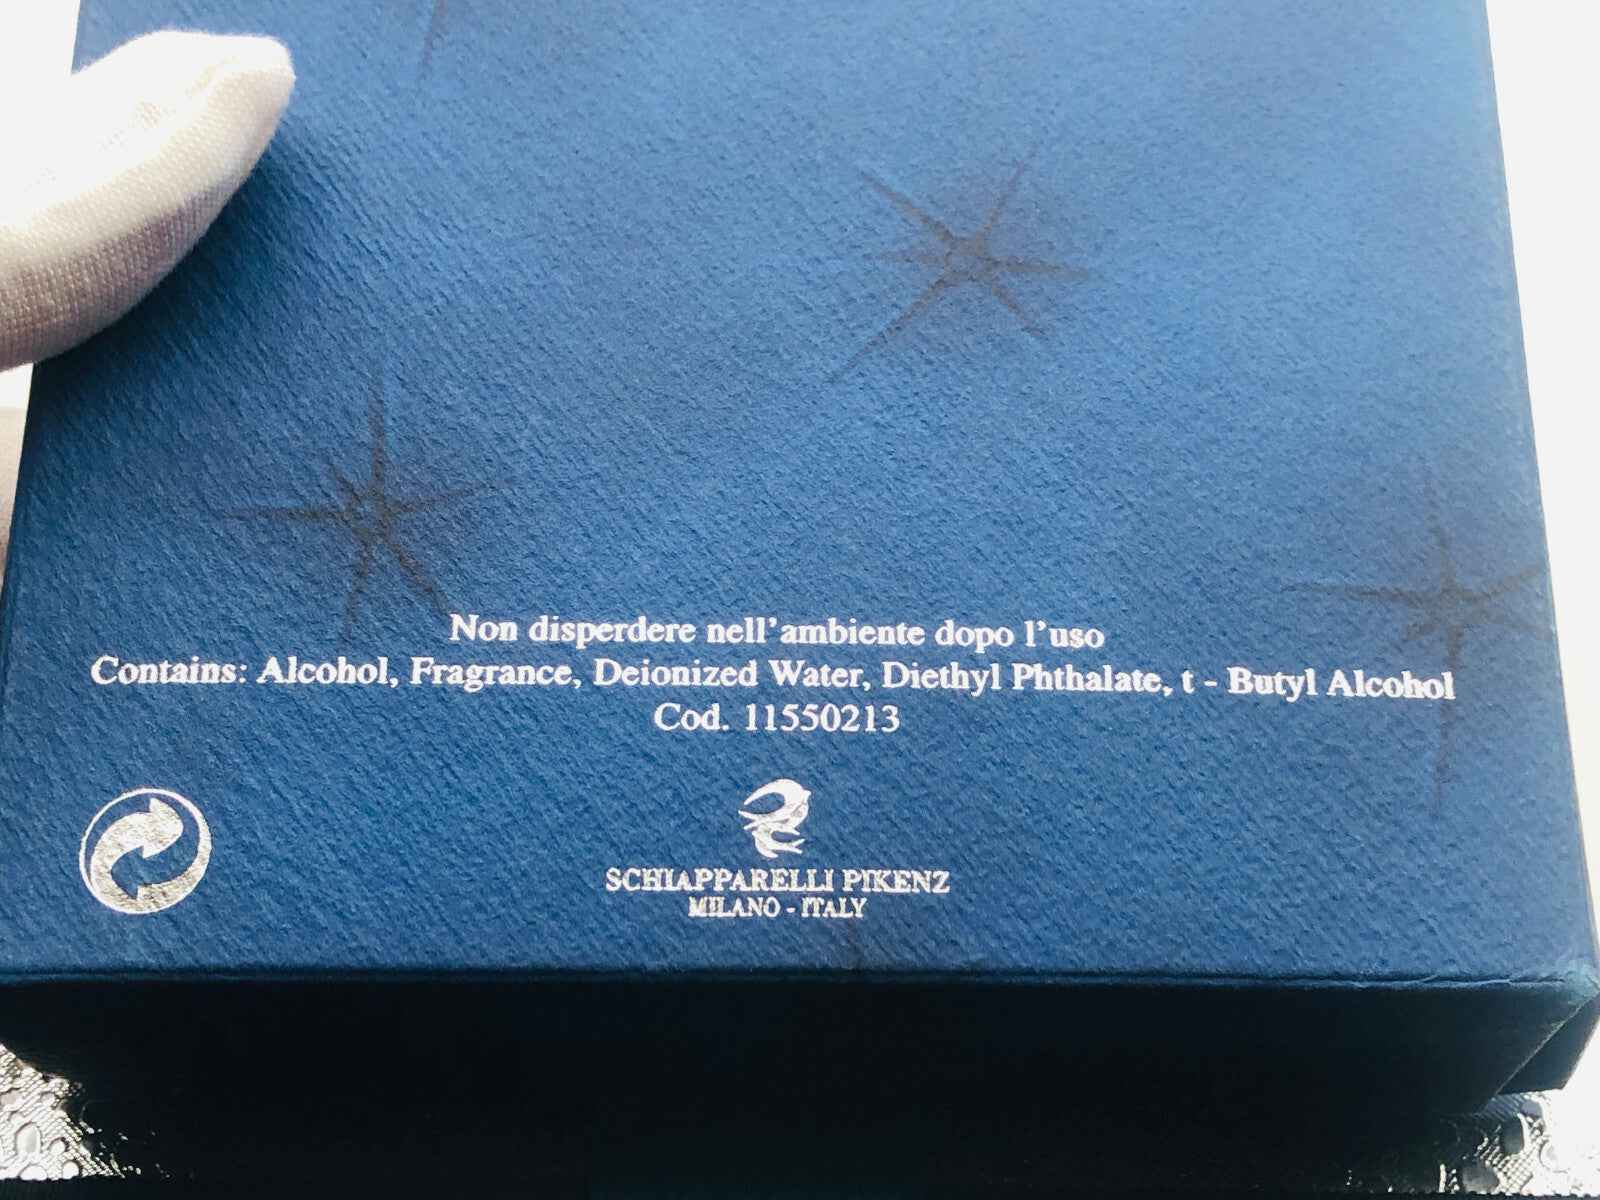 Non disperdere nell'ambiente dopo l'uso
Contains: Alcohol, Fragrance, Deionized Water, Diethyl Phthalate, t - Butyl Alcohol
Cod. 11550213
SCHIAPPARELLI PIKENZ
MILANO - ITALY